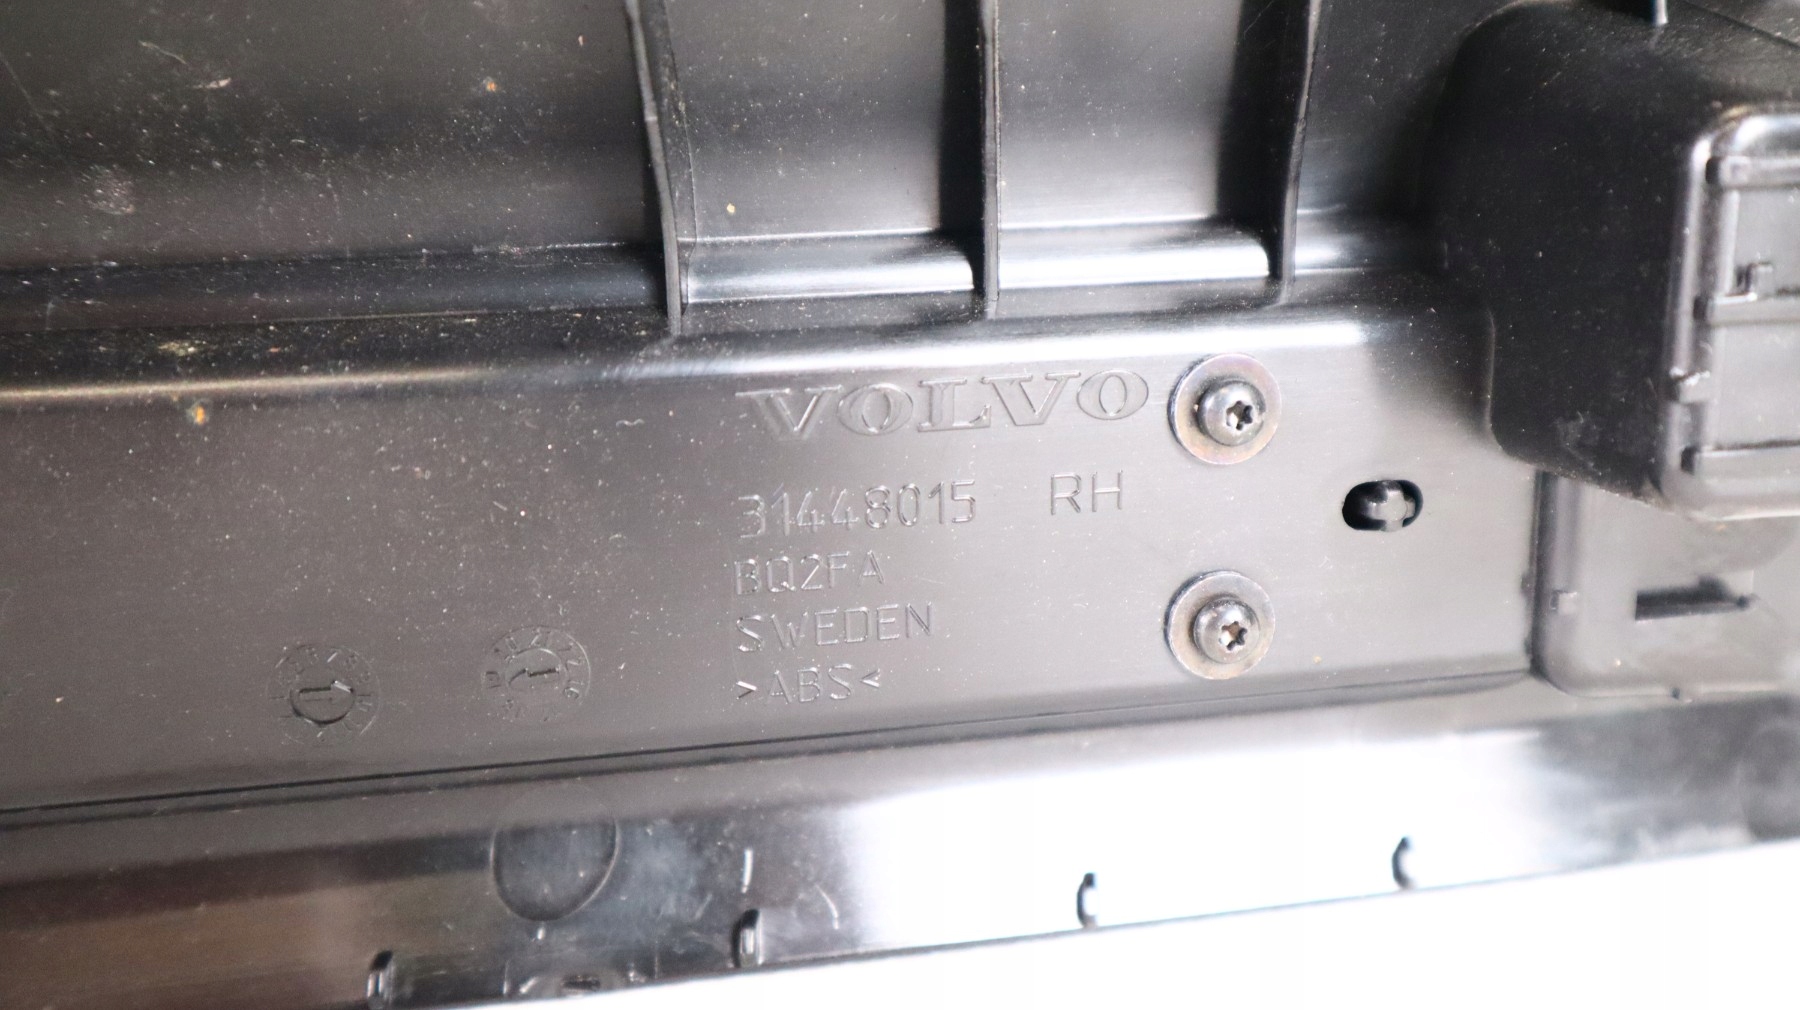 VOLVO
31448015 RH
BQ2FA
SWEDEN
>ABS<